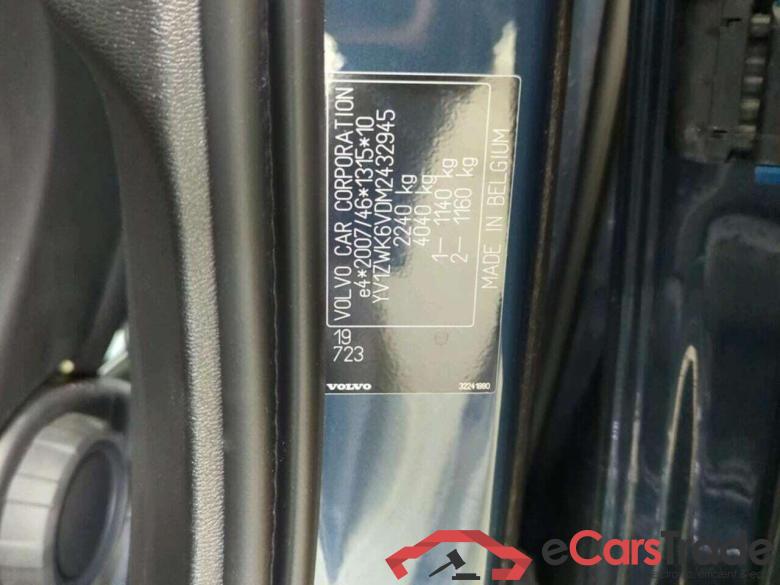 VOLVO CAR CORPORATION
e4*2007/46*1315*10
YV1ZWK6VDM2432945
2240 kg
4040 kg
1– 1140 kg
2– 1160 kg
MADE IN BELGIUM
19
723
VOLVO
32241880
eCarsTrade